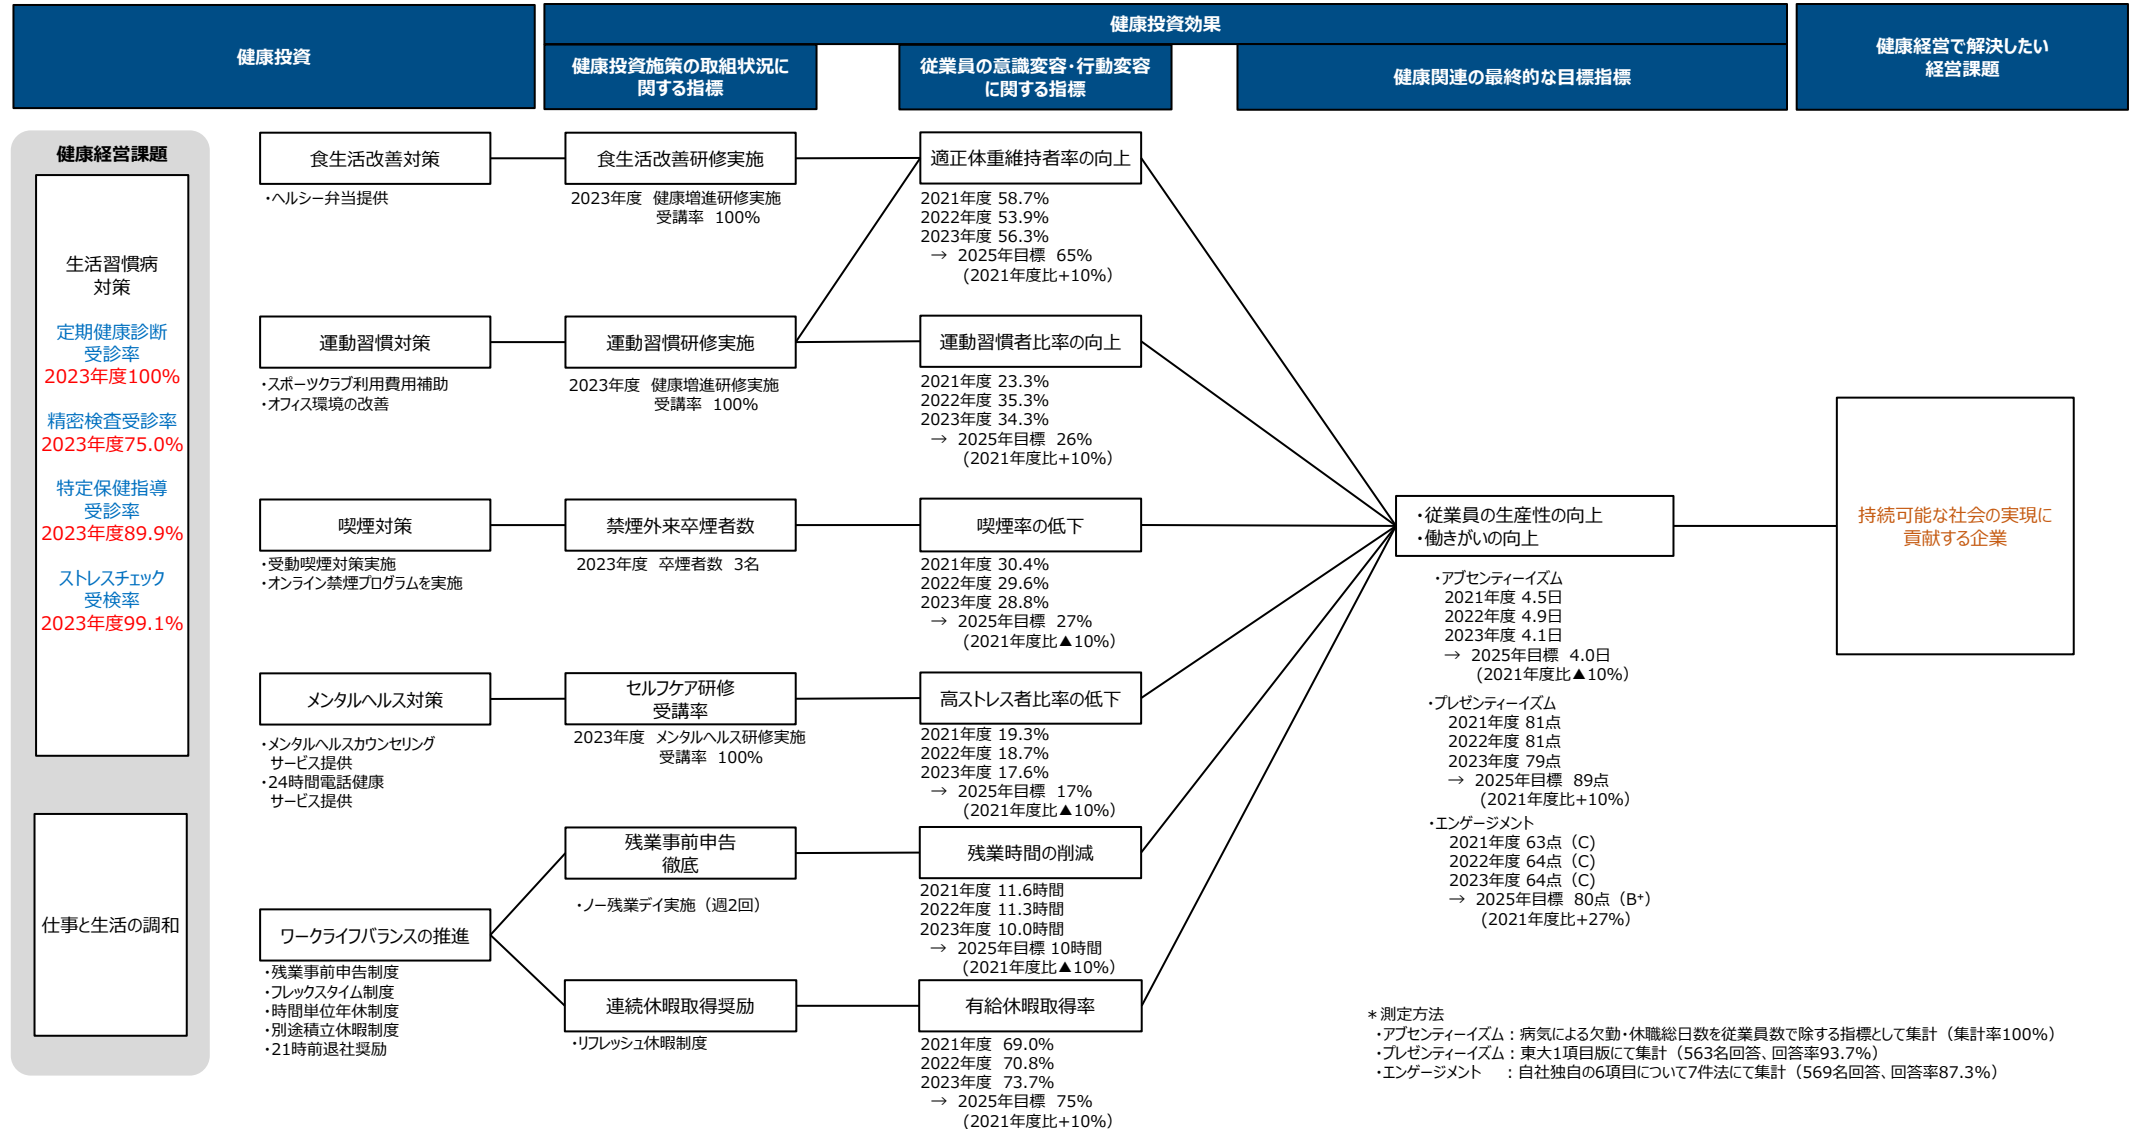 健康投資
健康投資効果
健康投資施策の取組状況に
関する指標
従業員の意識変容・行動変容
に関する指標
健康関連の最終的な目標指標
健康経営で解決したい
経営課題
健康経営課題
生活習慣病
対策
定期健康診断
受診率
2023年度100%
精密検査受診率
2023年度75.0%
特定保健指導
受診率
2023年度89.9%
ストレスチェック
受検率
2023年度99.1%
仕事と生活の調和
食生活改善対策
・ヘルシー弁当提供
運動習慣対策
・スポーツクラブ利用費用補助
・オフィス環境の改善
喫煙対策
・受動喫煙対策実施
・オンライン禁煙プログラムを実施
メンタルヘルス対策
・メンタルヘルスカウンセリング
サービス提供
・24時間電話健康
サービス提供
ワークライフバランスの推進
・残業事前申告制度
・フレックスタイム制度
・時間単位年休制度
・別途積立休暇制度
・21時前退社奨励
食生活改善研修実施
2023年度 健康増進研修実施
受講率 100%
運動習慣研修実施
2023年度 健康増進研修実施
受講率 100%
禁煙外来卒煙者数
2023年度 卒煙者数 3名
セルフケア研修
受講率
2023年度 メンタルヘルス研修実施
受講率 100%
残業事前申告
徹底
・ノー残業デイ実施（週2回）
連続休暇取得奨励
・リフレッシュ休暇制度
適正体重維持者率の向上
2021年度 58.7%
2022年度 53.9%
2023年度 56.3%
→ 2025年目標 65%
(2021年度比+10%)
運動習慣者比率の向上
2021年度 23.3%
2022年度 35.3%
2023年度 34.3%
→ 2025年目標 26%
(2021年度比+10%)
喫煙率の低下
2021年度 30.4%
2022年度 29.6%
2023年度 28.8%
→ 2025年目標 27%
(2021年度比▲10%)
高ストレス者比率の低下
2021年度 19.3%
2022年度 18.7%
2023年度 17.6%
→ 2025年目標 17%
(2021年度比▲10%)
残業時間の削減
2021年度 11.6時間
2022年度 11.3時間
2023年度 10.0時間
→ 2025年目標 10時間
(2021年度比▲10%)
有給休暇取得率
2021年度 69.0%
2022年度 70.8%
2023年度 73.7%
→ 2025年目標 75%
(2021年度比+10%)
・従業員の生産性の向上
・働きがいの向上
・アブセンティーイズム
2021年度 4.5日
2022年度 4.9日
2023年度 4.1日
→ 2025年目標 4.0日
(2021年度比▲10%)
・プレゼンティーイズム
2021年度 81点
2022年度 81点
2023年度 79点
→ 2025年目標 89点
(2021年度比+10%)
・エンゲージメント
2021年度 63点（C)
2022年度 64点（C)
2023年度 64点（C)
→ 2025年目標 80点（B⁺)
(2021年度比+27%)
持続可能な社会の実現に
貢献する企業
＊測定方法
・アブセンティーイズム：病気による欠勤・休職総日数を従業員数で除する指標として集計（集計率100%）
・プレゼンティーイズム：東大1項目版にて集計（563名回答、回答率93.7%）
・エンゲージメント ：自社独自の6項目について7件法にて集計（569名回答、回答率87.3%）